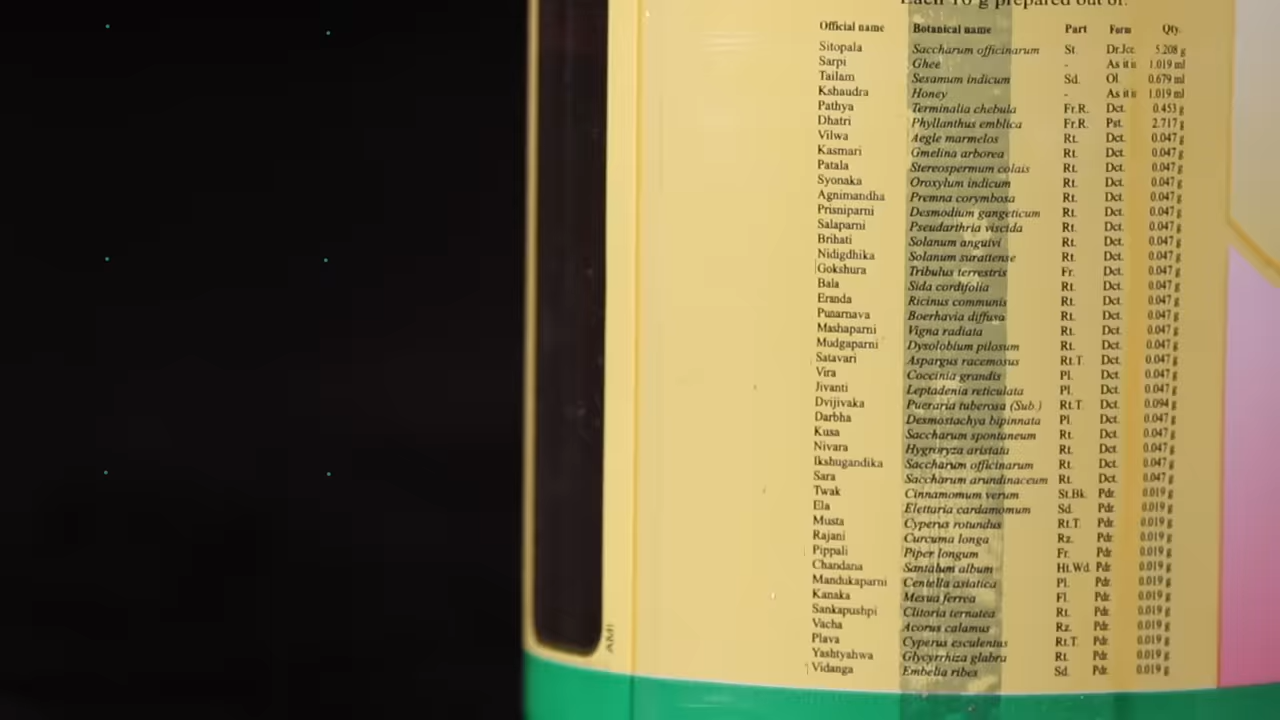 Each 10 g prepared out of:
Official name Botanical name Part Form Qty.
Sitopala Saccharum officinarum St. Dr.Jce. 5.208 g
Sarpi Ghee - As it is 1.019 ml
Tailam Sesamum indicum Sd. Ol. 0.679 ml
Kshaudra Honey - As it is 1.019 ml
Pathya Terminalia chebula Fr.R. Dct. 0.453 g
Dhatri Phyllanthus emblica Fr.R. Pst. 2.717 g
Vilwa Aegle marmelos Rt. Dct. 0.047 g
Kasmari Gmelina arborea Rt. Dct. 0.047 g
Patala Stereospermum colais Rt. Dct. 0.047 g
Syonaka Oroxylum indicum Rt. Dct. 0.047 g
Agnimandha Premna corymbosa Rt. Dct. 0.047 g
Prisniparni Desmodium gangeticum Rt. Dct. 0.047 g
Salaparni Pseudarthria viscida Rt. Dct. 0.047 g
Brihati Solanum anguivi Rt. Dct. 0.047 g
Nidigdhika Solanum surattense Rt. Dct. 0.047 g
Gokshura Tribulus terrestris Fr. Dct. 0.047 g
Bala Sida cordifolia Rt. Dct. 0.047 g
Eranda Ricinus communis Rt. Dct. 0.047 g
Punarnava Boerhavia diffusa Rt. Dct. 0.047 g
Mashaparni Vigna radiata Rt. Dct. 0.047 g
Mudgaparni Dysolobium pilosum Rt. Dct. 0.047 g
Satavari Aspargus racemosus Rt.T. Dct. 0.047 g
Vira Coccinia grandis Pl. Dct. 0.047 g
Jivanti Leptadenia reticulata Pl. Dct. 0.047 g
Dvijivaka Pueraria tuberosa (Sub.) Rt.T. Dct. 0.094 g
Darbha Desmostachya bipinnata Pl. Dct. 0.047 g
Kusa Saccharum spontaneum Rt. Dct. 0.047 g
Nivara Hygroryza aristata Rt. Dct. 0.047 g
Ikshugandika Saccharum officinarum Rt. Dct. 0.047 g
Sara Saccharum arundinaceum Rt. Dct. 0.047 g
Twak Cinnamomum verum St.Bk. Pdr. 0.019 g
Ela Elettaria cardamomum Sd. Pdr. 0.019 g
Musta Cyperus rotundus Rt.T. Pdr. 0.019 g
Rajani Curcuma longa Rz. Pdr. 0.019 g
Pippali Piper longum Fr. Pdr. 0.019 g
Chandana Santalum album Ht.Wd. Pdr. 0.019 g
Mandukaparni Centella asiatica Pl. Pdr. 0.019 g
Kanaka Mesua ferrea Fl. Pdr. 0.019 g
Sankapushpi Clitoria ternatea Rt. Pdr. 0.019 g
Vacha Acorus calamus Rz. Pdr. 0.019 g
Plava Cyperus esculentus Rt.T. Pdr. 0.019 g
Yashtyahwa Glycyrrhiza glabra Rt. Pdr. 0.019 g
Vidanga Embelia ribes Sd. Pdr. 0.019 g